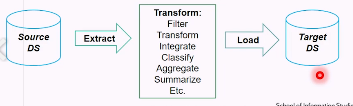 Source
DS
Extract
Transform:
Filter
Transform
Integrate
Classify
Aggregate
Summarize
Etc.
Load
Target
DS
School of Information Studie